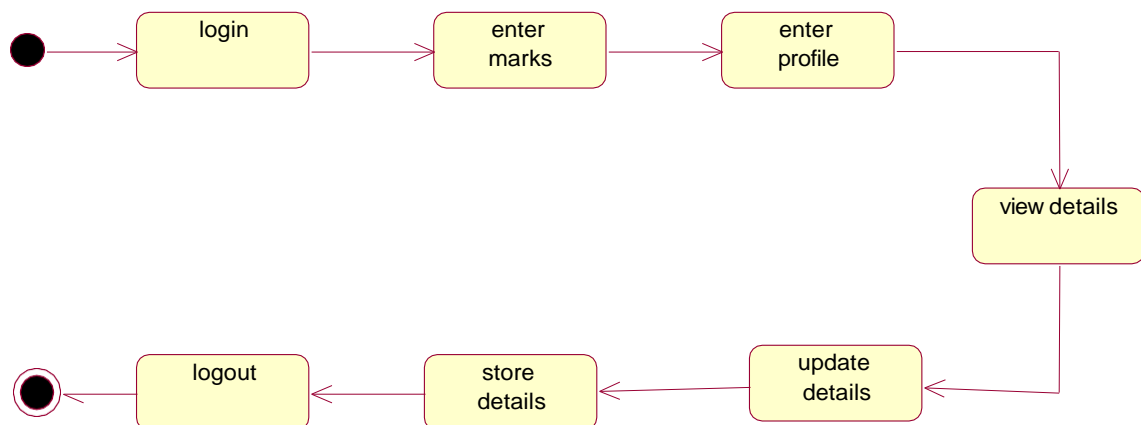 login
enter
marks
enter
profile
view details
update
details
store
details
logout